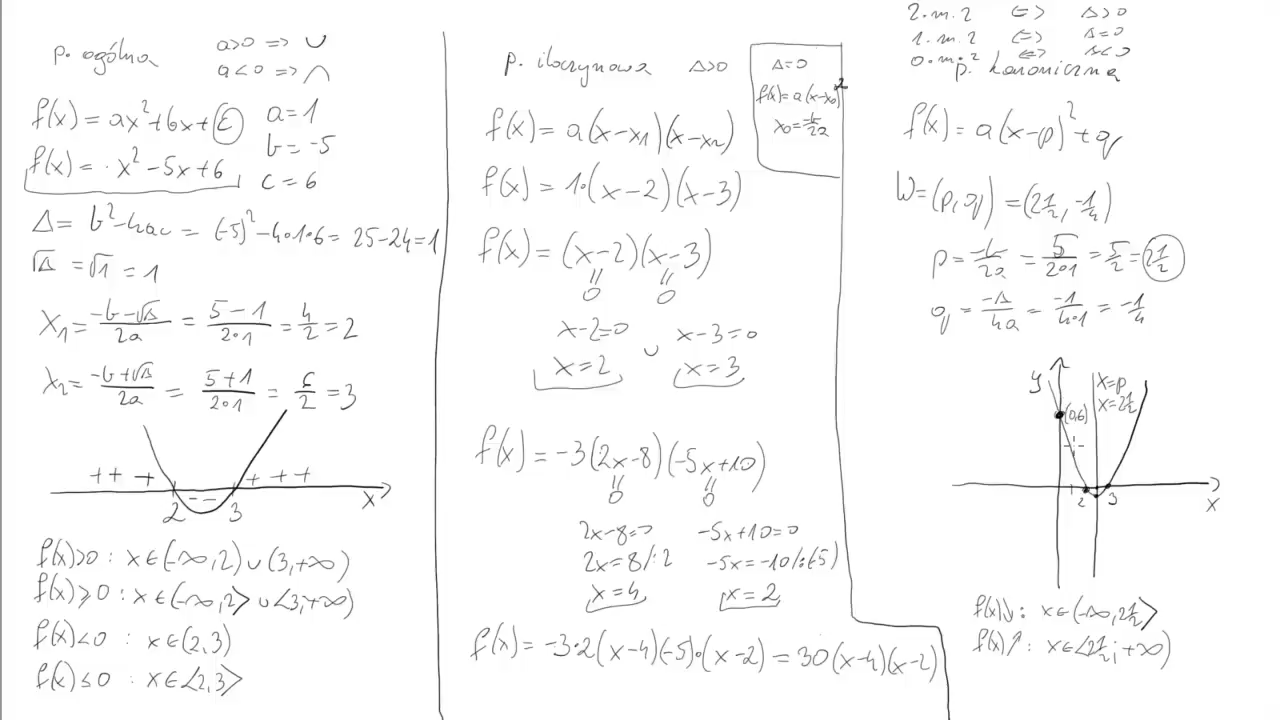 p. ogólna
a>0 => ∪
a<0 => ∩
f(x) = ax²+bx+c
f(x) = x² -5x+6
a=1
b=-5
c=6
Δ= b²-4ac = (-5)² -4•1•6= 25-24=1
√Δ =√1 =1
x₁= (-b-√Δ)/2a = (5-1)/2•1 = 4/2 =2
x₂= (-b+√Δ)/2a = (5+1)/2•1 = 6/2 =3
++ + -- + + +
2 3 x
f(x)>0 : x∈(-∞,2)∪(3,+∞)
f(x)⩾0 : x∈(-∞,2>∪<3,+∞)
f(x)<0 : x∈(2,3)
f(x)≤0 : x∈<2,3>
p. iloczynowa Δ>0
Δ=0
f(x)=a(x-x₀)²
x₀=-b/2a
f(x) = a(x-x₁)(x-x₂)
f(x) = 1•(x-2)(x-3)
f(x) = (x-2)(x-3)
= =
0 0
x-2=0 ∪ x-3=0
x=2 x=3
f(x) = -3(2x-8)(-5x+10)
= =
0 0
2x-8=0 -5x+10=0
2x=8/:2 -5x=-10/:(-5)
x=4 x=2
f(x) = -3•2(x-4)(-5)•(x-2) = 30(x-4)(x-2)
2.m.z <=> Δ>0
1.m.z <=> Δ=0
0.m.z <=> Δ<0
p. kanoniczna
f(x) = a(x-p)²+q
W=(p,q) =(2½,-¼)
p= -b/2a = 5/2•1 = 5/2 = 2½
q= -Δ/4a = -1/4•1 = -¼
y
x=p
x=2½
(0,6)
2 3 x
f(x)↓ : x∈(-∞,2½>
f(x)↗ : x∈<2½; +∞)